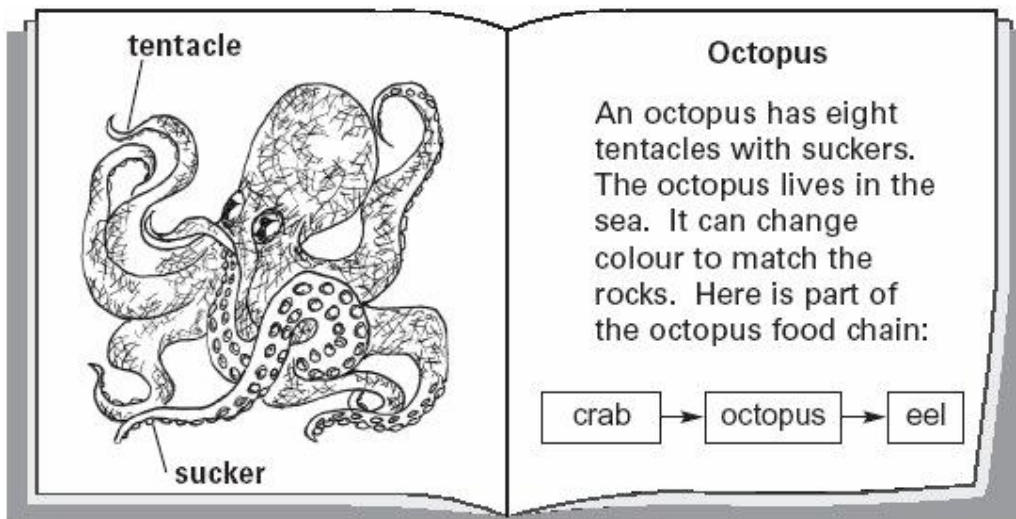 tentacle
sucker
Octopus
An octopus has eight
tentacles with suckers.
The octopus lives in the
sea. It can change
colour to match the
rocks. Here is part of
the octopus food chain:
crab octopus eel